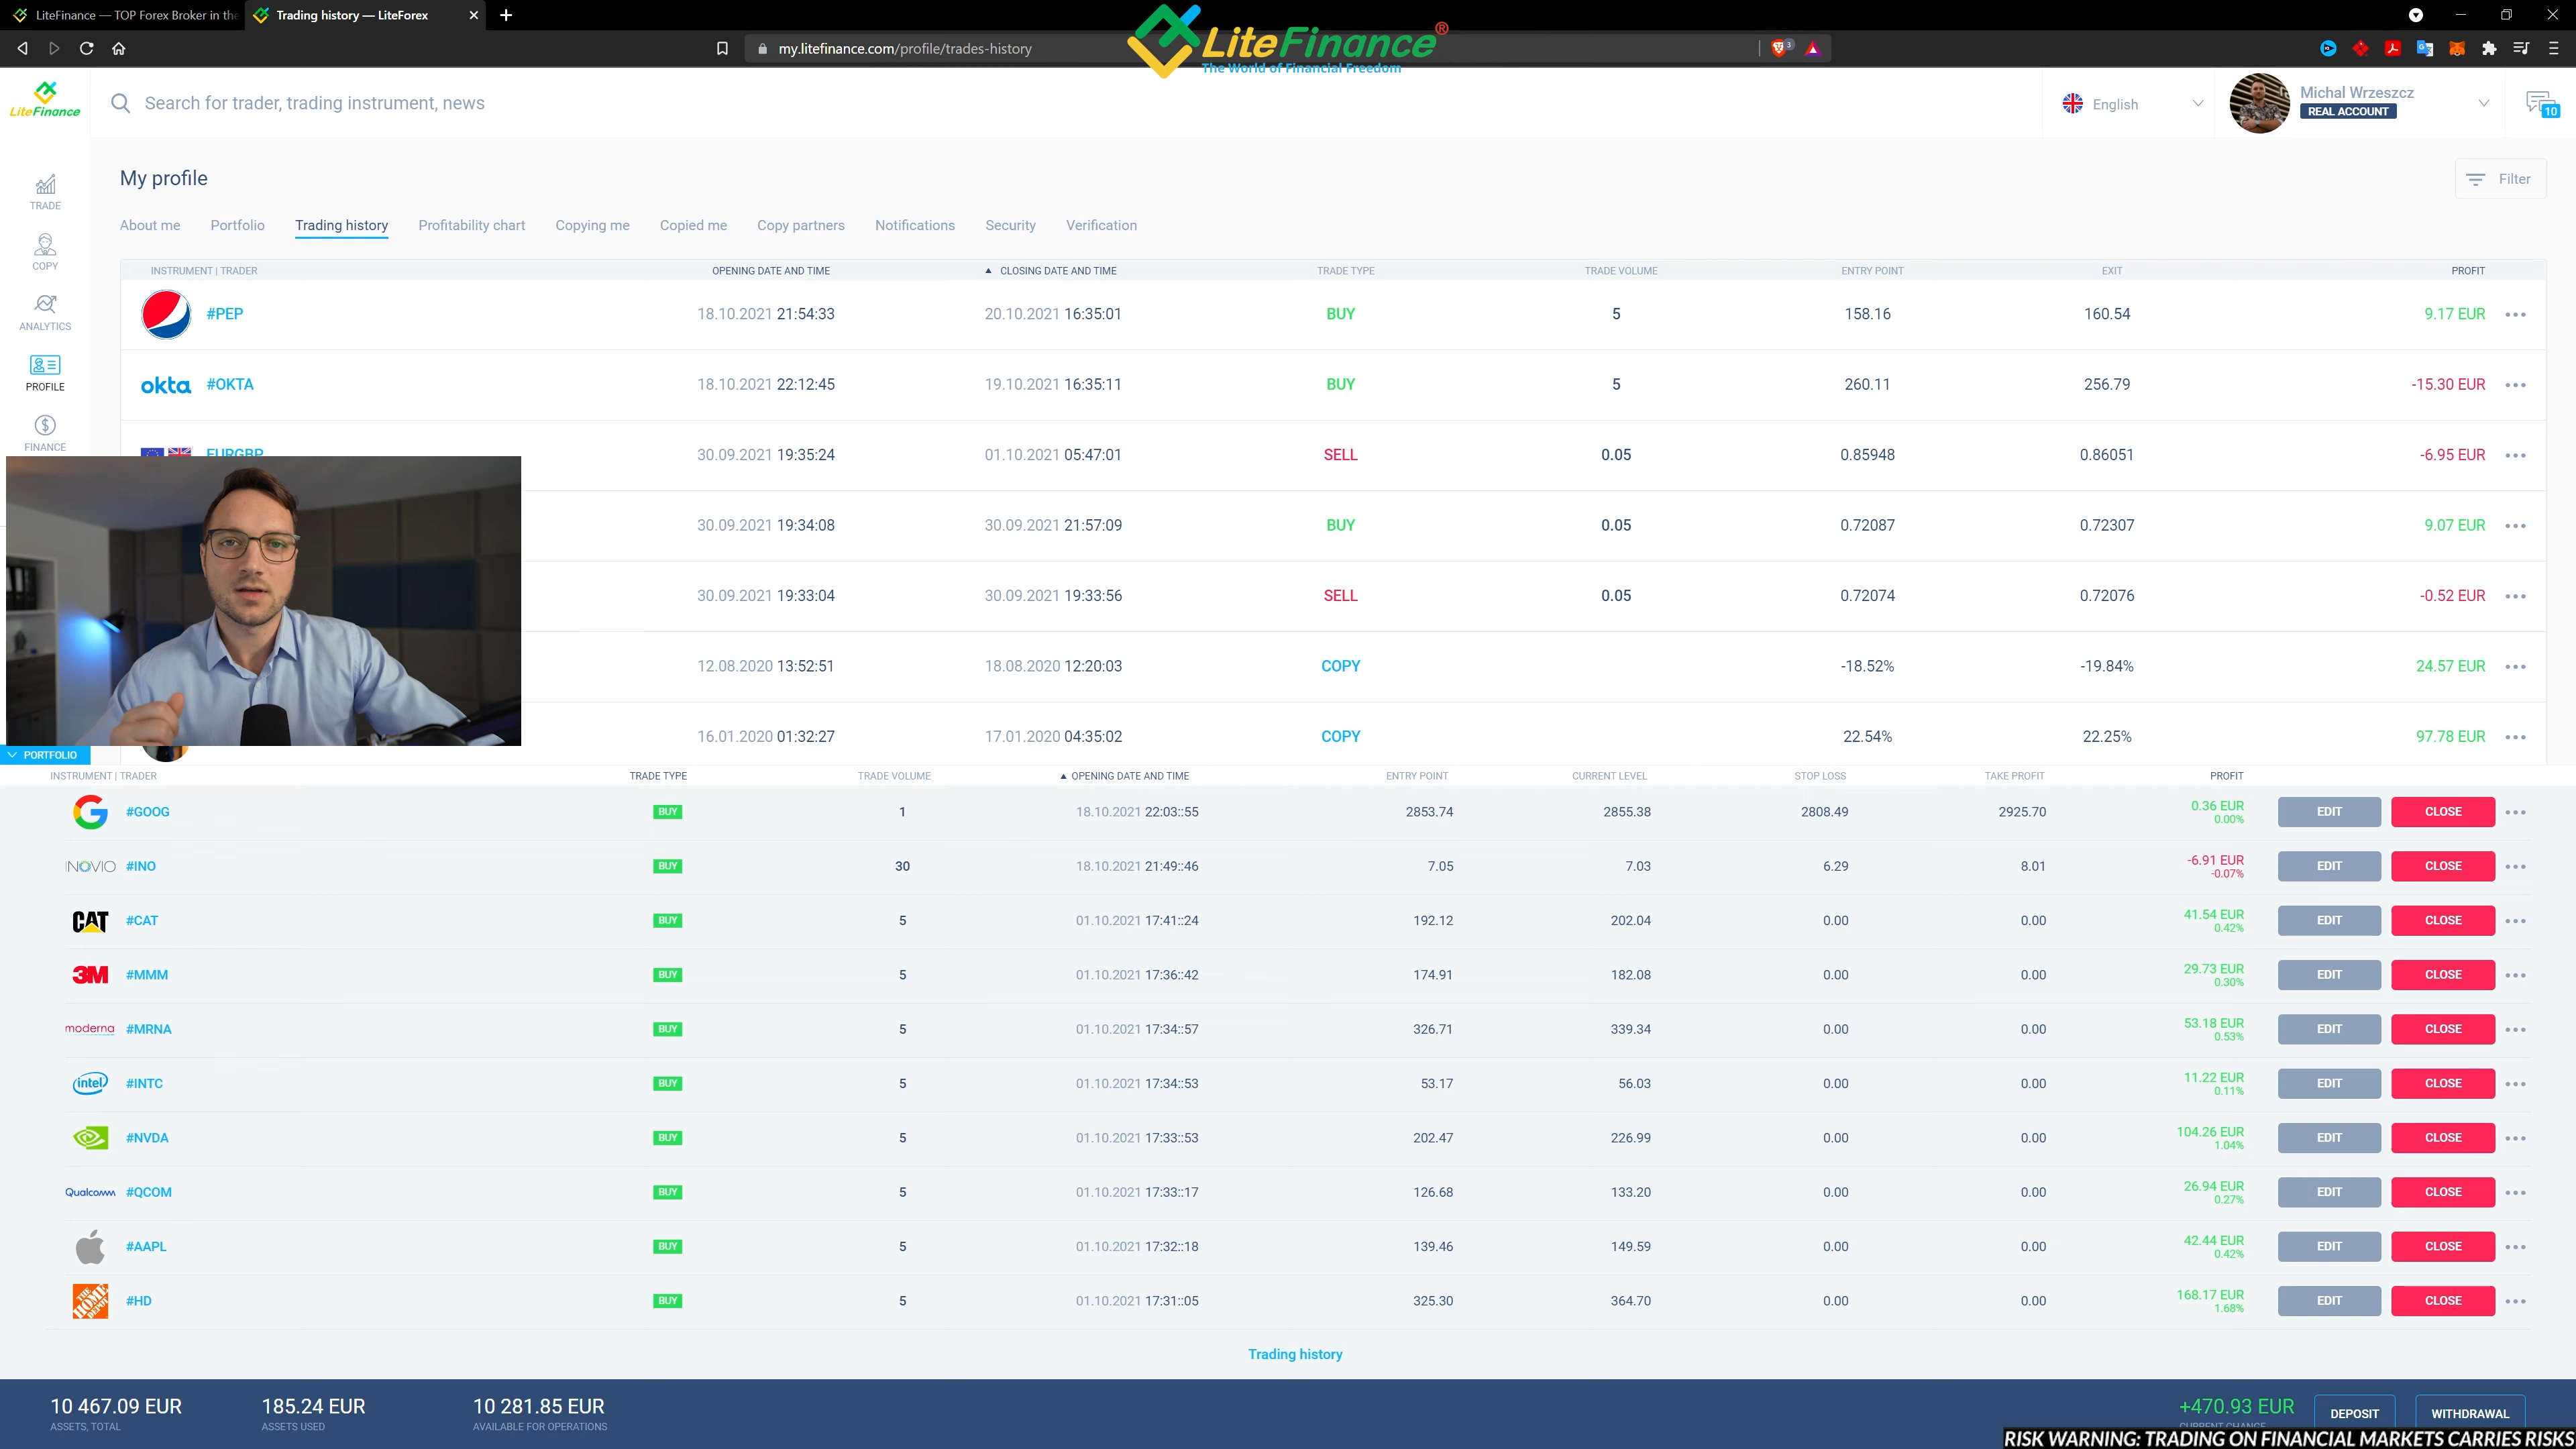 LiteFinance — TOP Forex Broker in the
Trading history — LiteForex
my.litefinance.com/profile/trades-history
3
LiteFinance®
The World of Financial Freedom
LiteFinance
Search for trader, trading instrument, news
English
Michal Wrzeszcz
REAL ACCOUNT
10
TRADE
COPY
ANALYTICS
PROFILE
FINANCE
My profile
Filter
About me Portfolio Trading history Profitability chart Copying me Copied me Copy partners Notifications Security Verification
INSTRUMENT | TRADER OPENING DATE AND TIME CLOSING DATE AND TIME TRADE TYPE TRADE VOLUME ENTRY POINT EXIT PROFIT
#PEP 18.10.2021 21:54:33 20.10.2021 16:35:01 BUY 5 158.16 160.54 9.17 EUR
okta #OKTA 18.10.2021 22:12:45 19.10.2021 16:35:11 BUY 5 260.11 256.79 -15.30 EUR
EURGBP 30.09.2021 19:35:24 01.10.2021 05:47:01 SELL 0.05 0.85948 0.86051 -6.95 EUR
30.09.2021 19:34:08 30.09.2021 21:57:09 BUY 0.05 0.72087 0.72307 9.07 EUR
30.09.2021 19:33:04 30.09.2021 19:33:56 SELL 0.05 0.72074 0.72076 -0.52 EUR
12.08.2020 13:52:51 18.08.2020 12:20:03 COPY -18.52% -19.84% 24.57 EUR
16.01.2020 01:32:27 17.01.2020 04:35:02 COPY 22.54% 22.25% 97.78 EUR
PORTFOLIO
INSTRUMENT | TRADER TRADE TYPE TRADE VOLUME OPENING DATE AND TIME ENTRY POINT CURRENT LEVEL STOP LOSS TAKE PROFIT PROFIT
#GOOG BUY 1 18.10.2021 22:03::55 2853.74 2855.38 2808.49 2925.70 0.36 EUR EDIT CLOSE
0.00%
INOVIO #INO BUY 30 18.10.2021 21:49::46 7.05 7.03 6.29 8.01 -6.91 EUR EDIT CLOSE
-0.07%
CAT #CAT BUY 5 01.10.2021 17:41::24 192.12 202.04 0.00 0.00 41.54 EUR EDIT CLOSE
0.42%
3M #MMM BUY 5 01.10.2021 17:36::42 174.91 182.08 0.00 0.00 29.73 EUR EDIT CLOSE
0.30%
moderna #MRNA BUY 5 01.10.2021 17:34::57 326.71 339.34 0.00 0.00 53.18 EUR EDIT CLOSE
0.53%
intel #INTC BUY 5 01.10.2021 17:34::53 53.17 56.03 0.00 0.00 11.22 EUR EDIT CLOSE
0.11%
#NVDA BUY 5 01.10.2021 17:33::53 202.47 226.99 0.00 0.00 104.26 EUR EDIT CLOSE
1.04%
Qualcomm #QCOM BUY 5 01.10.2021 17:33::17 126.68 133.20 0.00 0.00 26.94 EUR EDIT CLOSE
0.27%
#AAPL BUY 5 01.10.2021 17:32::18 139.46 149.59 0.00 0.00 42.44 EUR EDIT CLOSE
0.42%
THE HOME DEPOT #HD BUY 5 01.10.2021 17:31::05 325.30 364.70 0.00 0.00 168.17 EUR EDIT CLOSE
1.68%
Trading history
10 467.09 EUR 185.24 EUR 10 281.85 EUR +470.93 EUR DEPOSIT WITHDRAWAL
ASSETS, TOTAL ASSETS USED AVAILABLE FOR OPERATIONS CURRENT CHANGE
RISK WARNING: TRADING ON FINANCIAL MARKETS CARRIES RISKS